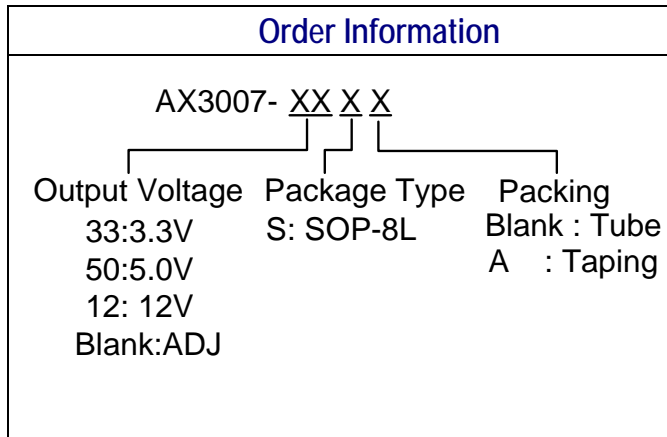 Order Information
AX3007- XX X X
Output Voltage Package Type Packing
33:3.3V S: SOP-8L Blank : Tube
50:5.0V A : Taping
12: 12V
Blank:ADJ